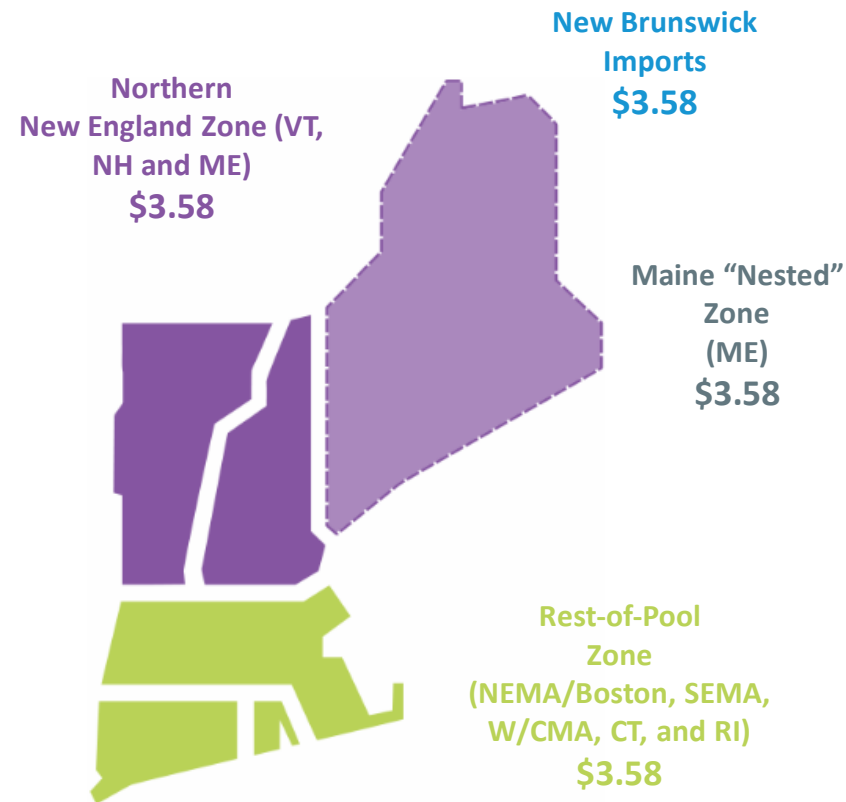 New Brunswick
Imports
$3.58
Northern
New England Zone (VT,
NH and ME)
$3.58
Maine “Nested”
Zone
(ME)
$3.58
Rest-of-Pool
Zone
(NEMA/Boston, SEMA,
W/CMA, CT, and RI)
$3.58